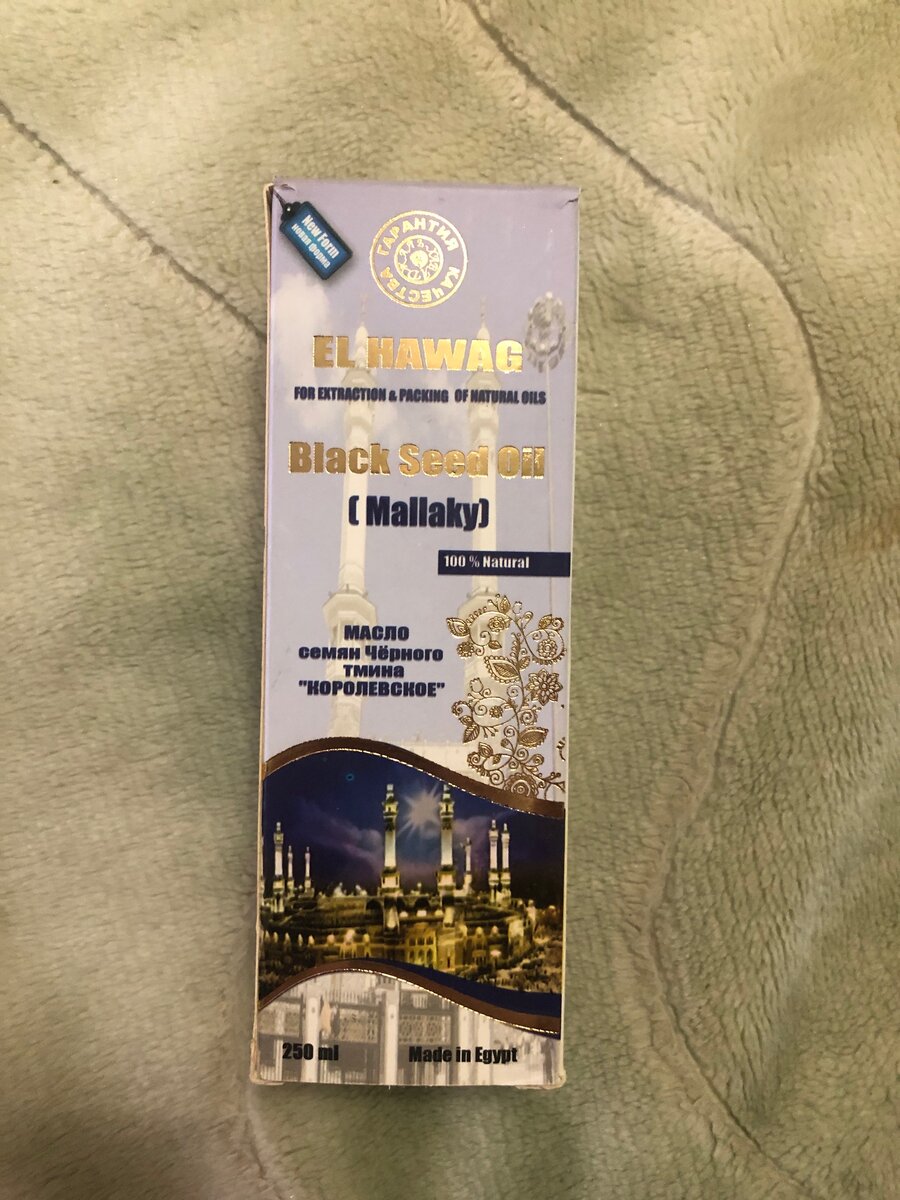 New Form
новая форма
ГАРАНТИЯ КАЧЕСТВА
EL HAWAG
FOR EXTRACTION & PACKING OF NATURAL OILS
Black Seed Oil
( Mallaky)
100 % Natural
МАСЛО
семян Чёрного
тмина
"КОРОЛЕВСКОЕ"
250 ml
Made in Egypt